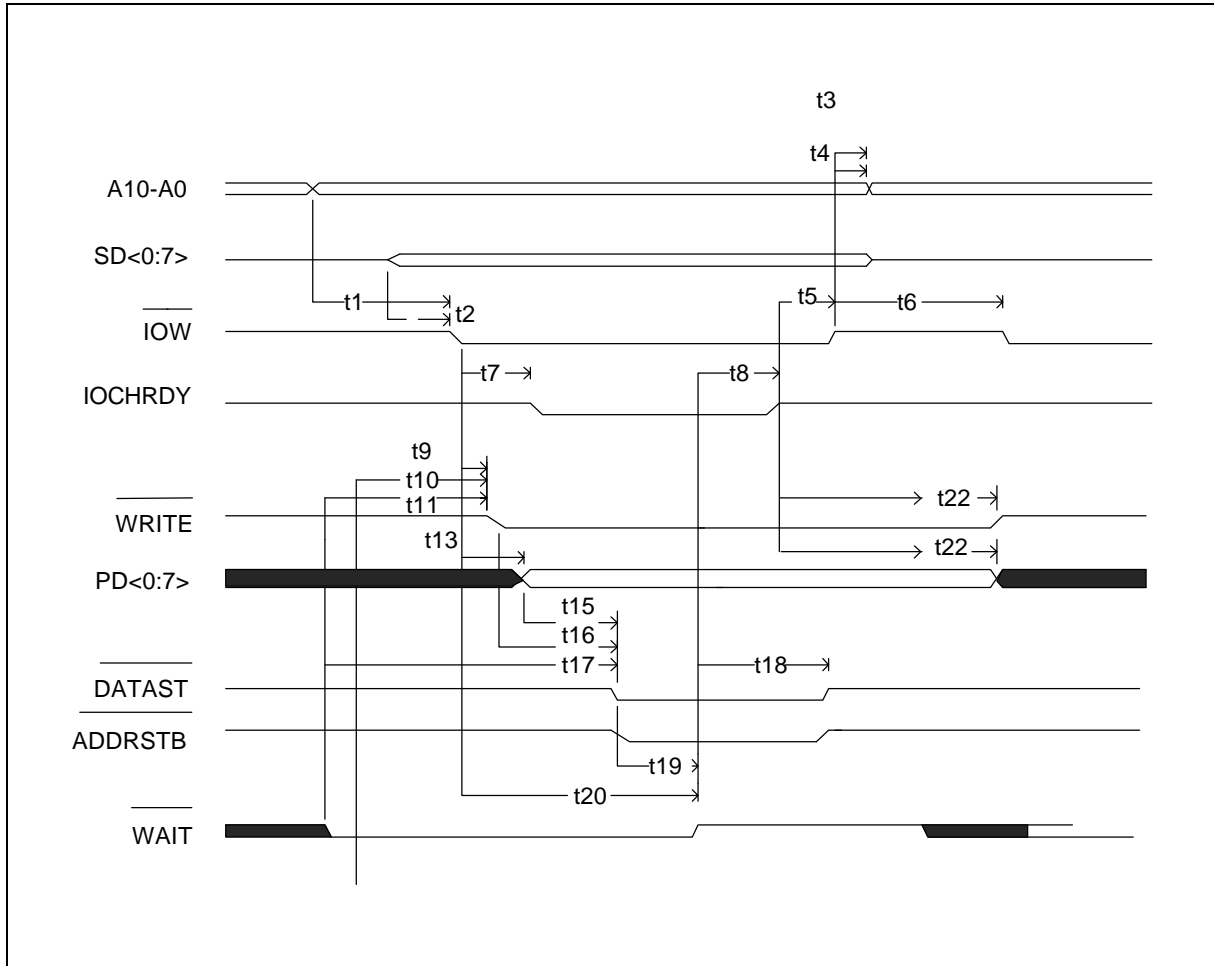 t3
t4
A10-A0
SD<0:7>
t1
t2
t5
t6
IOW
t7
t8
IOCHRDY
t9
t10
t11
t22
WRITE
t13
t22
PD<0:7>
t15
t16
t17
t18
DATAST
ADDRSTB
t19
t20
WAIT